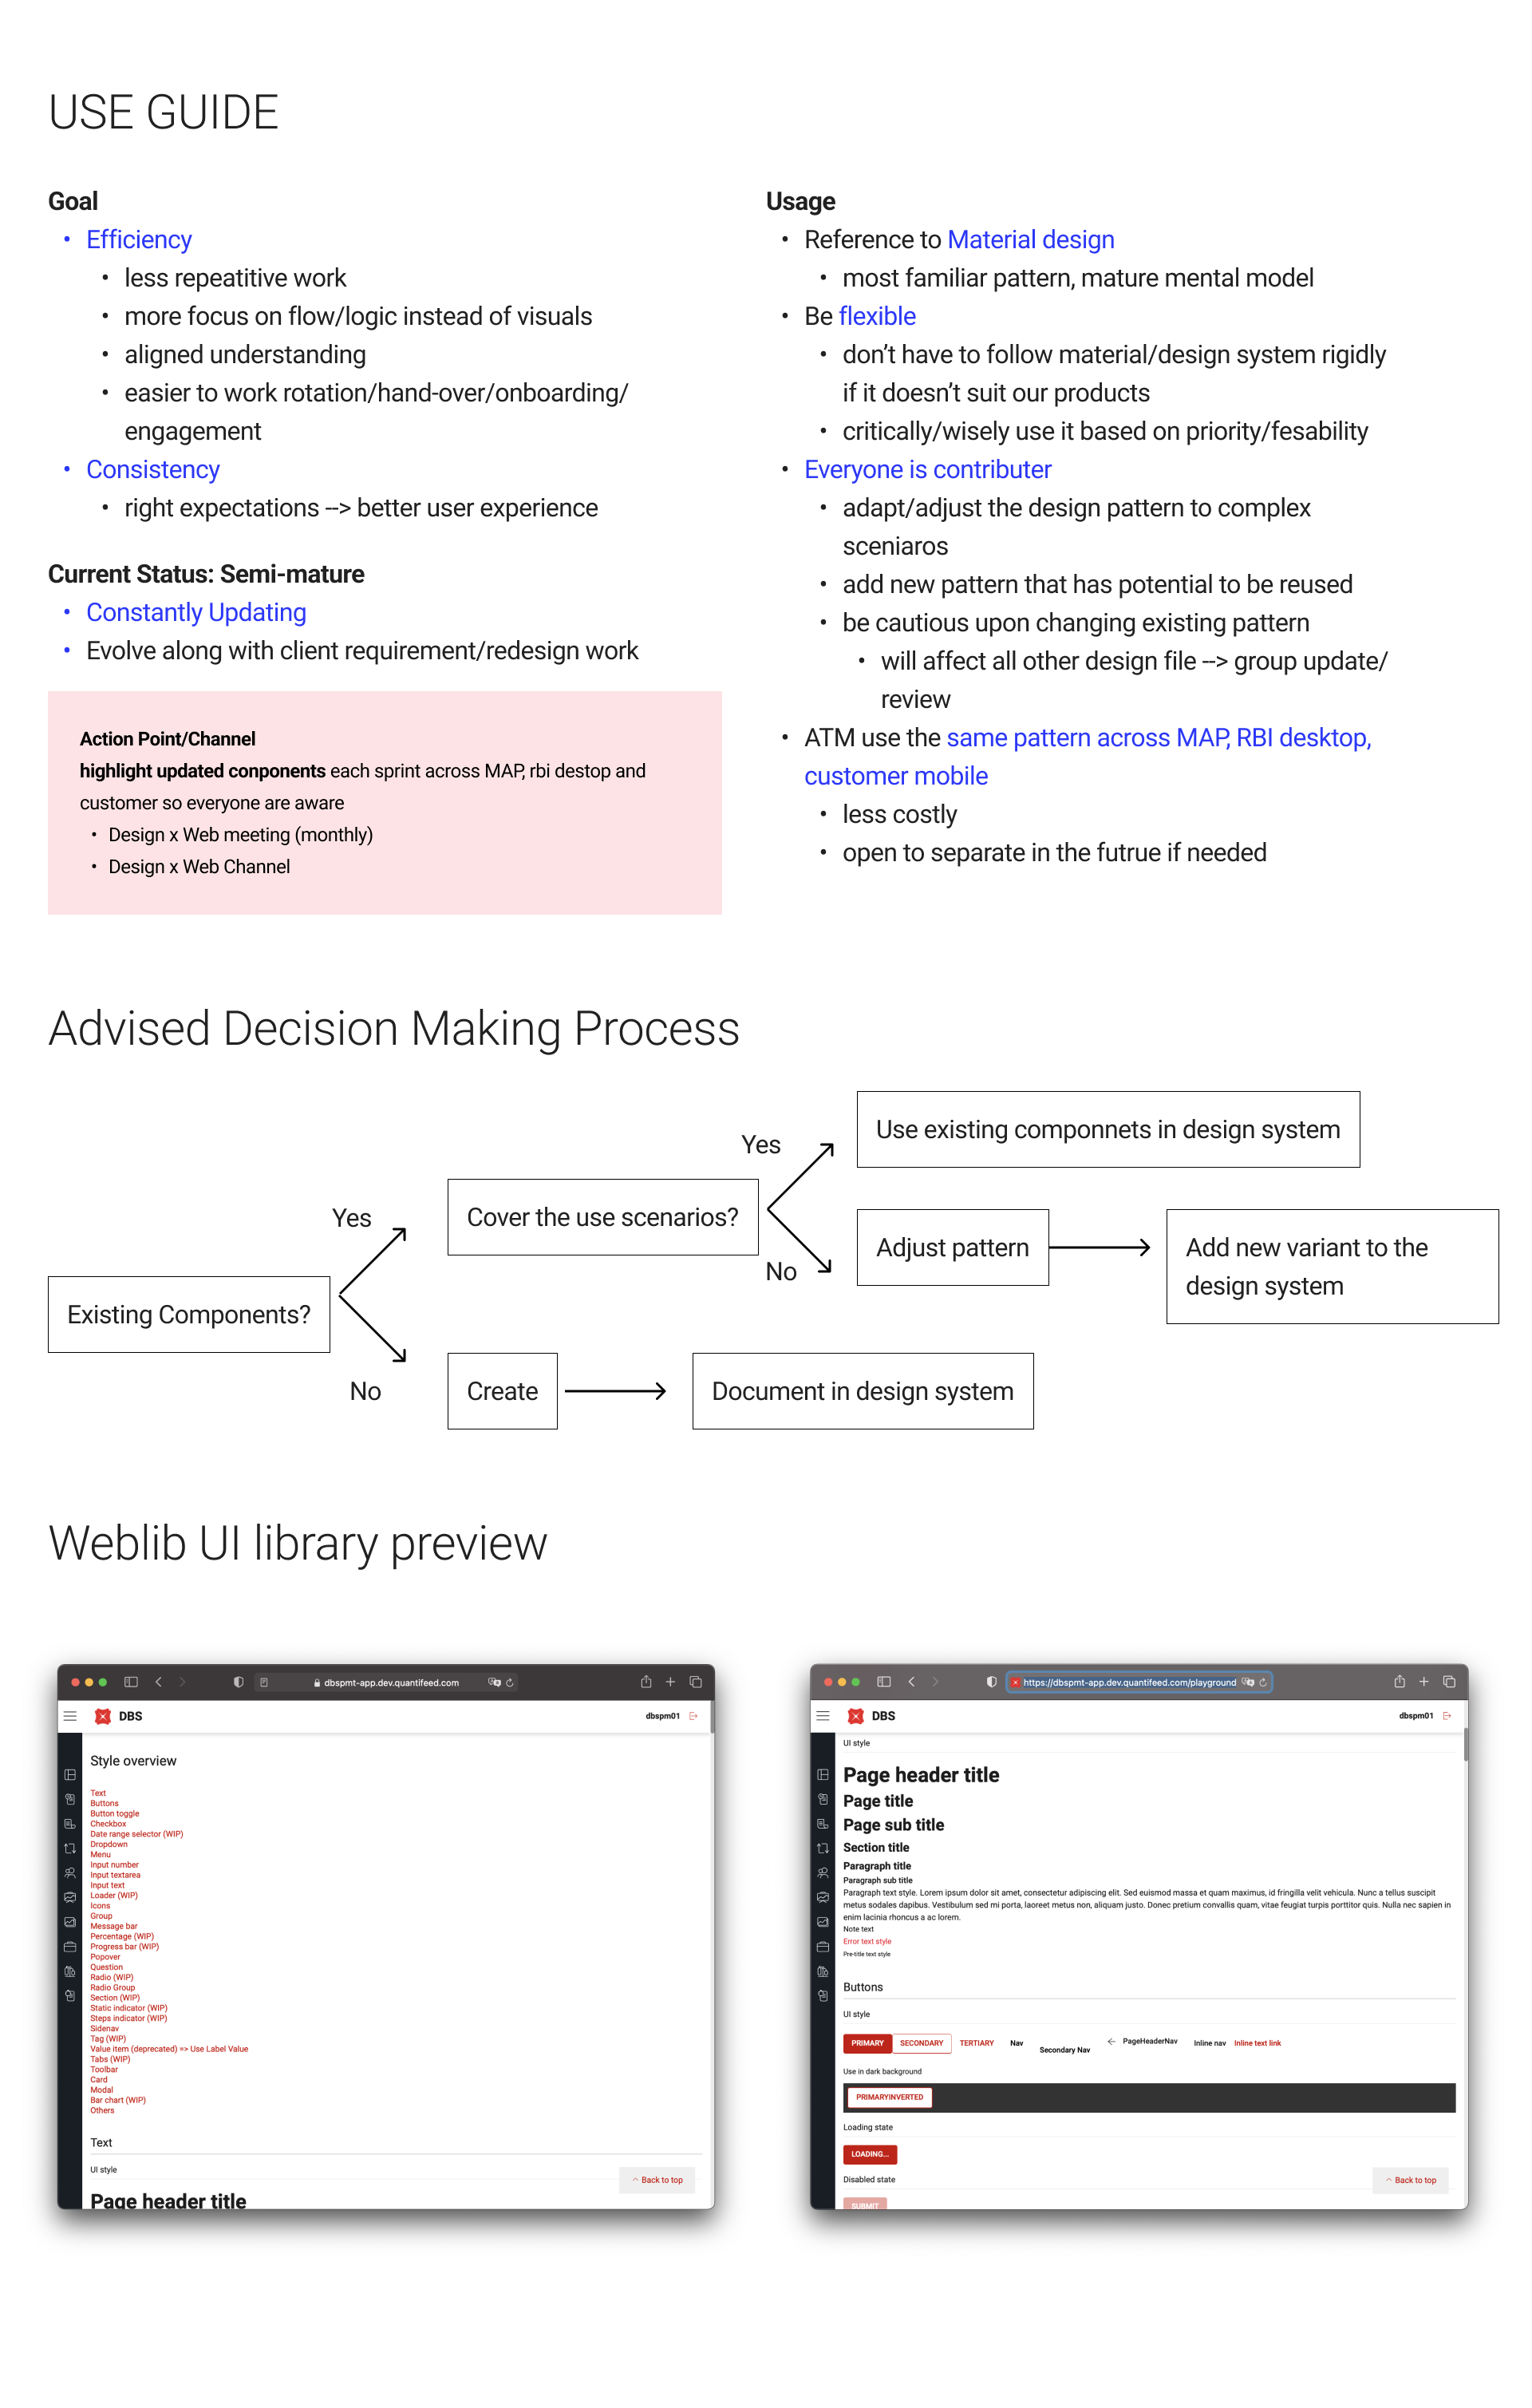 USE GUIDE
Goal
• Efficiency
• less repeatitive work
• more focus on flow/logic instead of visuals
• aligned understanding
• easier to work rotation/hand-over/onboarding/
engagement
• Consistency
• right expectations --> better user experience
Current Status: Semi-mature
• Constantly Updating
• Evolve along with client requirement/redesign work
Action Point/Channel
highlight updated conponents each sprint across MAP, rbi destop and
customer so everyone are aware
• Design x Web meeting (monthly)
• Design x Web Channel
Usage
• Reference to Material design
• most familiar pattern, mature mental model
• Be flexible
• don’t have to follow material/design system rigidly
if it doesn’t suit our products
• critically/wisely use it based on priority/fesability
• Everyone is contributer
• adapt/adjust the design pattern to complex
sceniaros
• add new pattern that has potential to be reused
• be cautious upon changing existing pattern
• will affect all other design file --> group update/
review
• ATM use the same pattern across MAP, RBI desktop,
customer mobile
• less costly
• open to separate in the futrue if needed
Advised Decision Making Process
Existing Components?
Yes
No
Cover the use scenarios?
Yes
No
Use existing componnets in design system
Adjust pattern
Add new variant to the
design system
Create
Document in design system
Weblib UI library preview
dbspmt-app.dev.quantifeed.com
DBS
dbspm01
Style overview
Text
Buttons
Button toggle
Checkbox
Date range selector (WIP)
Dropdown
Menu
Input number
Input textarea
Input text
Loader (WIP)
Icons
Group
Message bar
Percentage (WIP)
Progress bar (WIP)
Popover
Question
Radio (WIP)
Radio Group
Section (WIP)
Static indicator (WIP)
Steps indicator (WIP)
Sidenav
Tag (WIP)
Value item (deprecated) => Use Label Value
Tabs (WIP)
Toolbar
Card
Modal
Bar chart (WIP)
Others
Text
UI style
Back to top
Page header title
https://dbspmt-app.dev.quantifeed.com/playground
DBS
dbspm01
UI style
Page header title
Page title
Page sub title
Section title
Paragraph title
Paragraph sub title
Paragraph text style. Lorem ipsum dolor sit amet, consectetur adipiscing elit. Sed euismod massa et quam maximus, id fringilla velit vehicula. Nunc a tellus suscipit
metus sodales dapibus. Vestibulum sed mi porta, laoreet metus non, aliquam justo. Donec pretium convallis quam, vitae feugiat turpis porttitor quis. Nulla nec sapien in
enim lacinia rhoncus a ac lorem.
Note text
Error text style
Pre-title text style
Buttons
UI style
PRIMARY SECONDARY TERTIARY Nav Secondary Nav PageHeaderNav Inline nav Inline text link
Use in dark background
PRIMARYINVERTED
Loading state
LOADING...
Disabled state
Back to top
SUBMIT